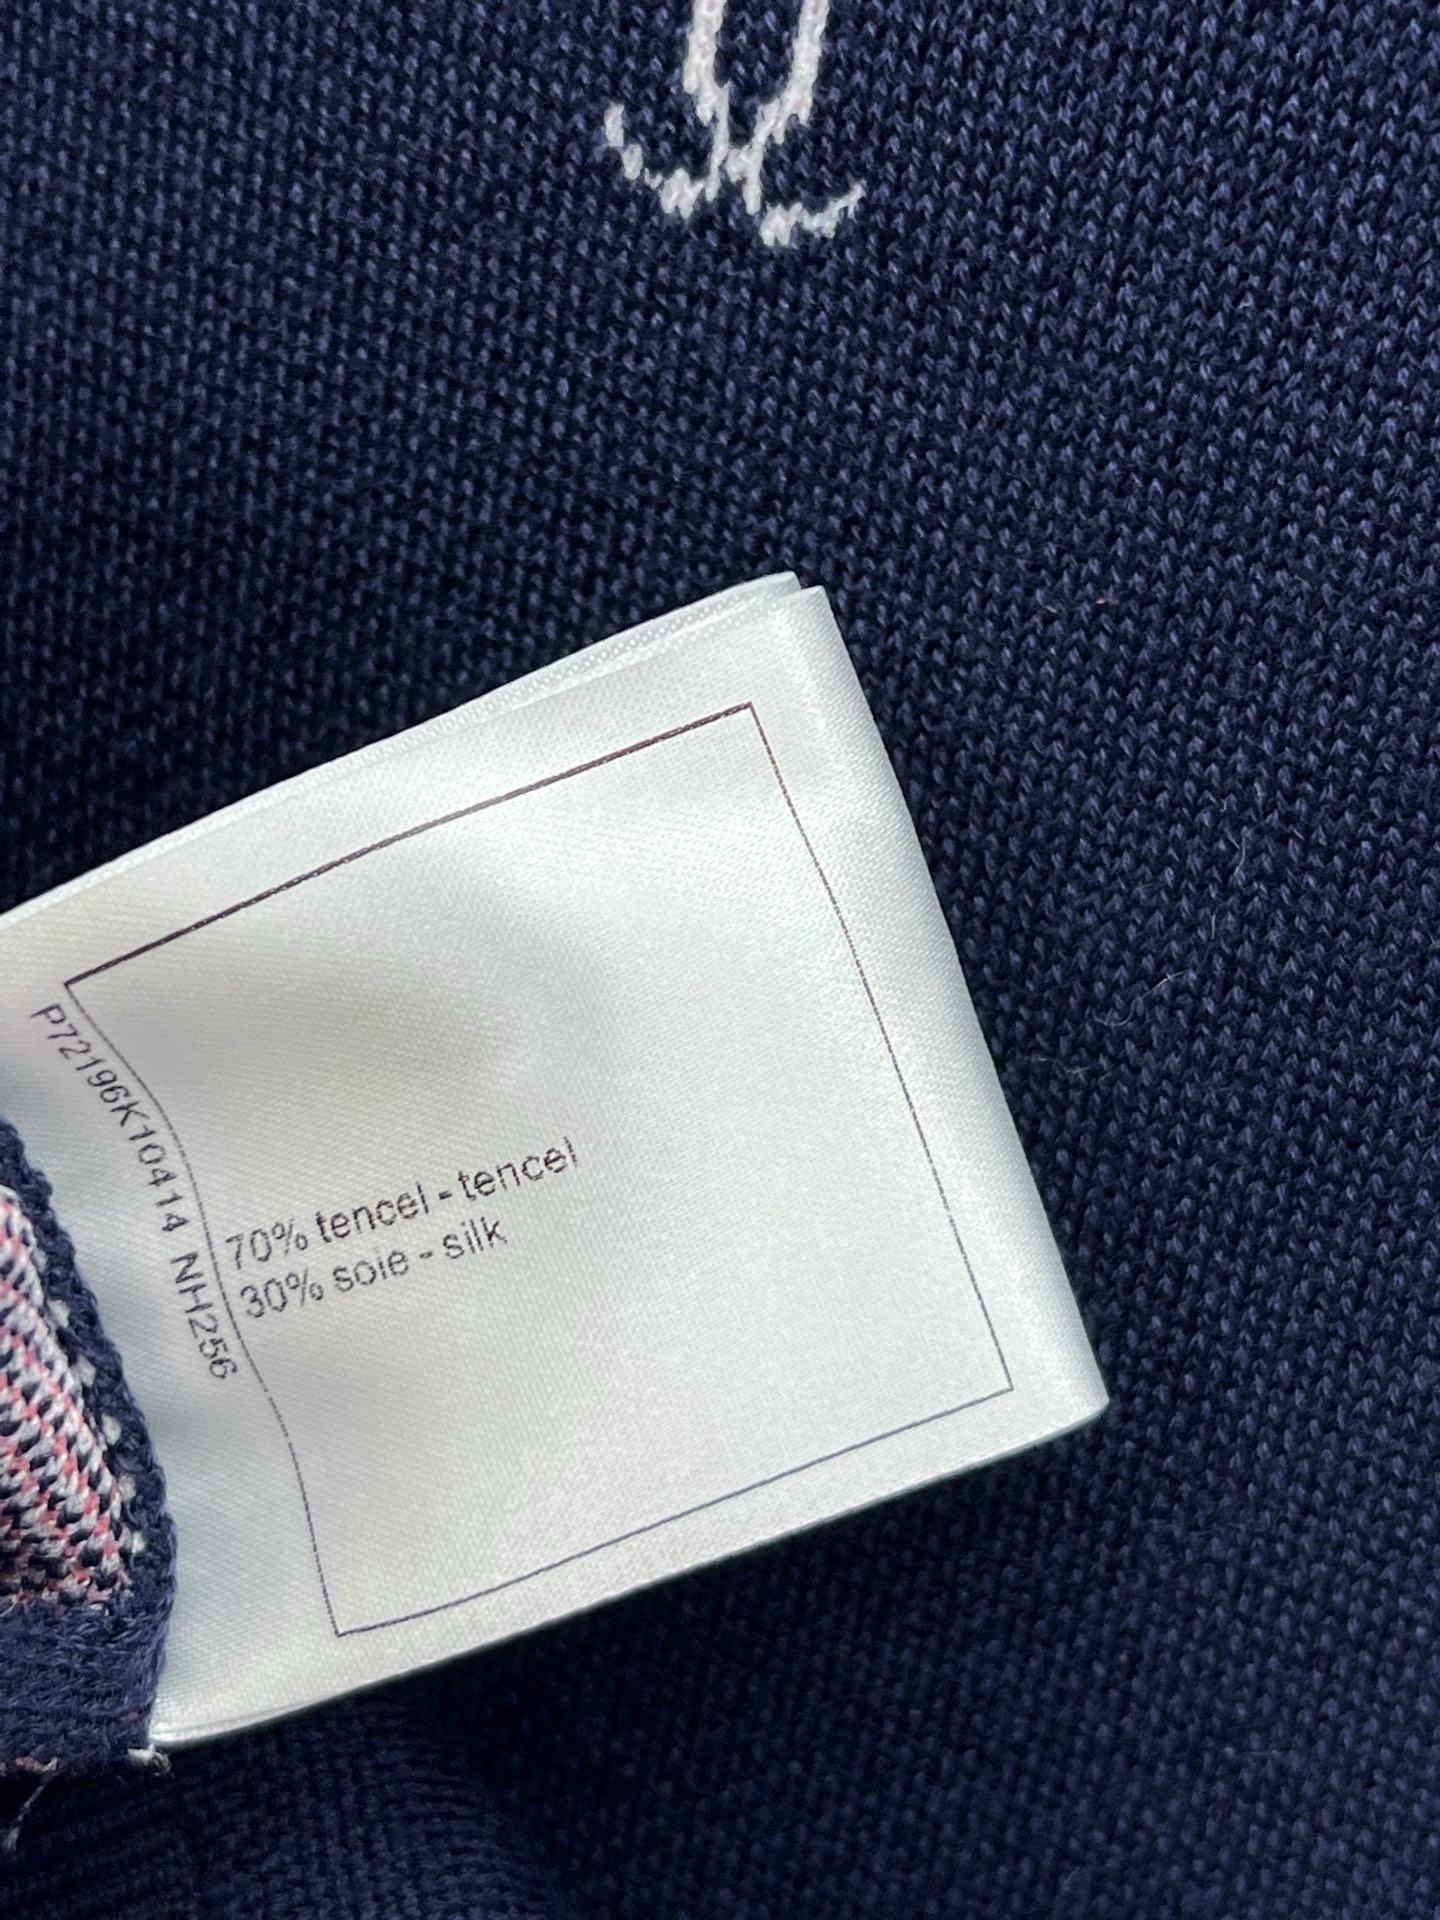 P72196K10414 NH256
70% tencel - tencel
30% soie - silk